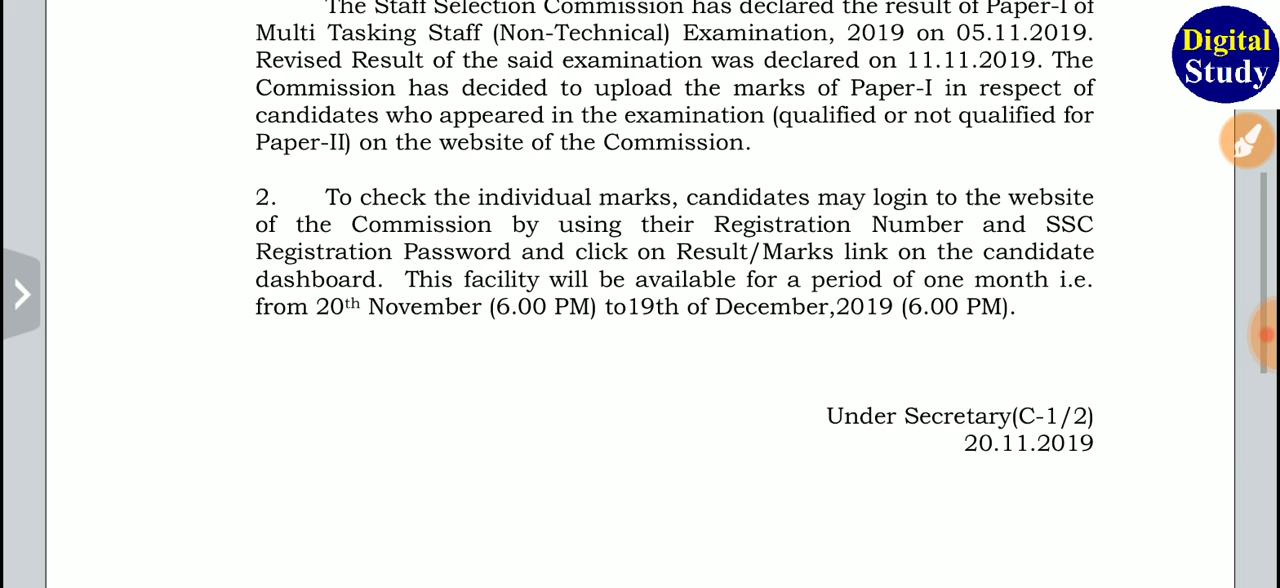 The Staff Selection Commission has declared the result of Paper-I of
Multi Tasking Staff (Non-Technical) Examination, 2019 on 05.11.2019.
Revised Result of the said examination was declared on 11.11.2019. The
Commission has decided to upload the marks of Paper-I in respect of
candidates who appeared in the examination (qualified or not qualified for
Paper-II) on the website of the Commission.
2. To check the individual marks, candidates may login to the website
of the Commission by using their Registration Number and SSC
Registration Password and click on Result/Marks link on the candidate
dashboard. This facility will be available for a period of one month i.e.
from 20th November (6.00 PM) to19th of December,2019 (6.00 PM).
Under Secretary(C-1/2)
20.11.2019
Digital
Study